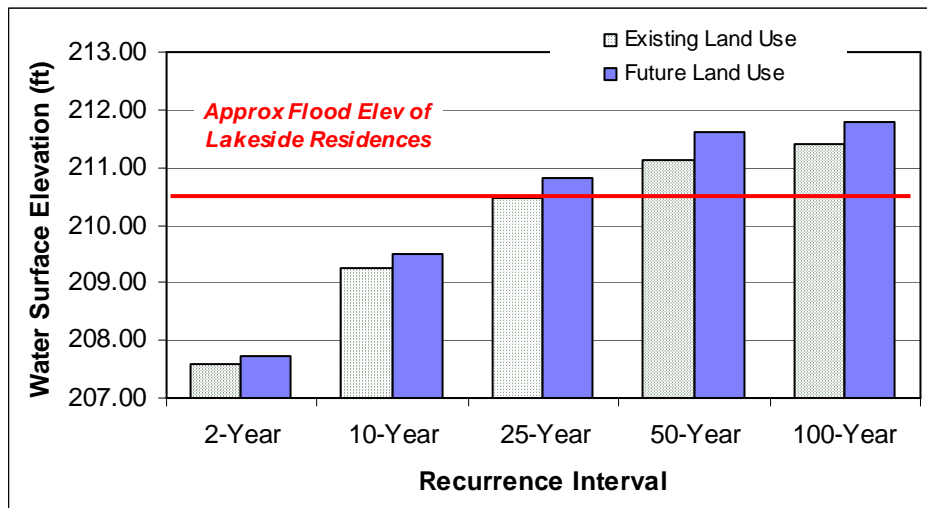 Water Surface Elevation (ft)
213.00
212.00
211.00
210.00
209.00
208.00
207.00
Existing Land Use
Future Land Use
Approx Flood Elev of
Lakeside Residences
2-Year
10-Year
25-Year
50-Year
100-Year
Recurrence Interval